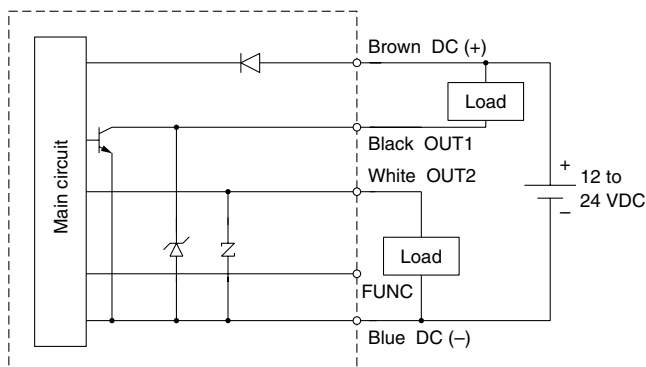 Brown DC (+)
Load
Black OUT1
White OUT2
Main circuit
+
12 to
24 VDC
–
Load
FUNC
Blue DC (–)